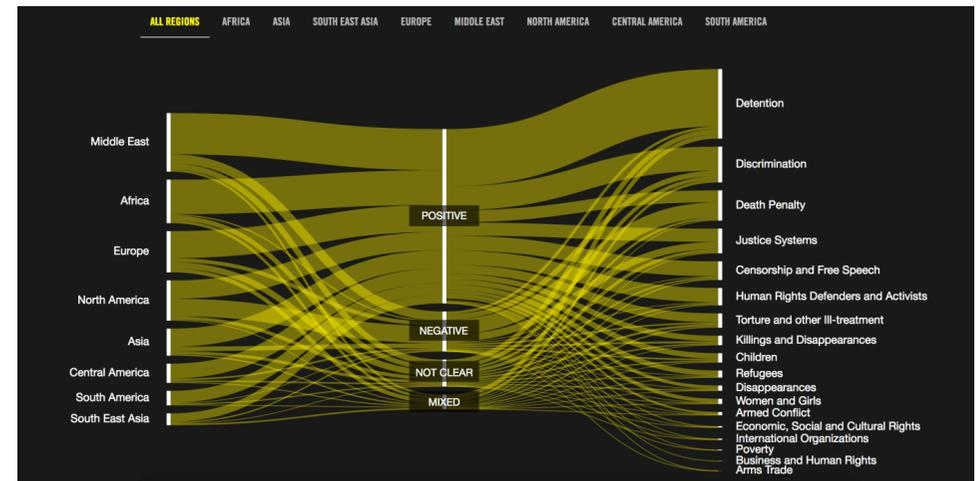 ALL REGIONS AFRICA ASIA SOUTH EAST ASIA EUROPE MIDDLE EAST NORTH AMERICA CENTRAL AMERICA SOUTH AMERICA
Middle East
Africa
Europe
North America
Asia
Central America
South America
South East Asia
POSITIVE
NEGATIVE
NOT CLEAR
MIXED
Detention
Discrimination
Death Penalty
Justice Systems
Censorship and Free Speech
Human Rights Defenders and Activists
Torture and other Ill-treatment
Killings and Disappearances
Children
Refugees
Disappearances
Women and Girls
Armed Conflict
Economic, Social and Cultural Rights
International Organizations
Poverty
Business and Human Rights
Arms Trade